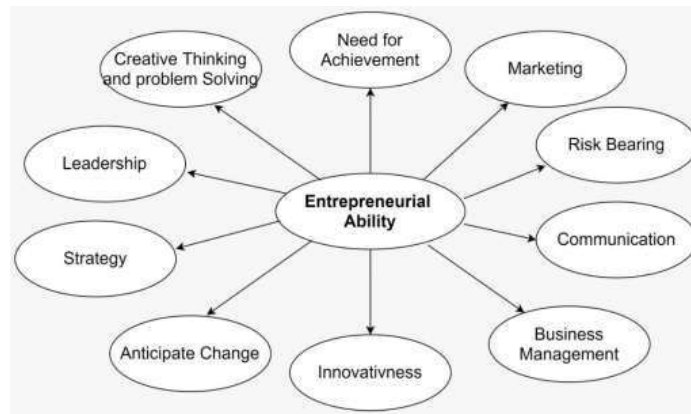 Need for
Achievement
Creative Thinking
and problem Solving
Marketing
Risk Bearing
Leadership
Entrepreneurial
Ability
Communication
Strategy
Business
Management
Anticipate Change
Innovativness